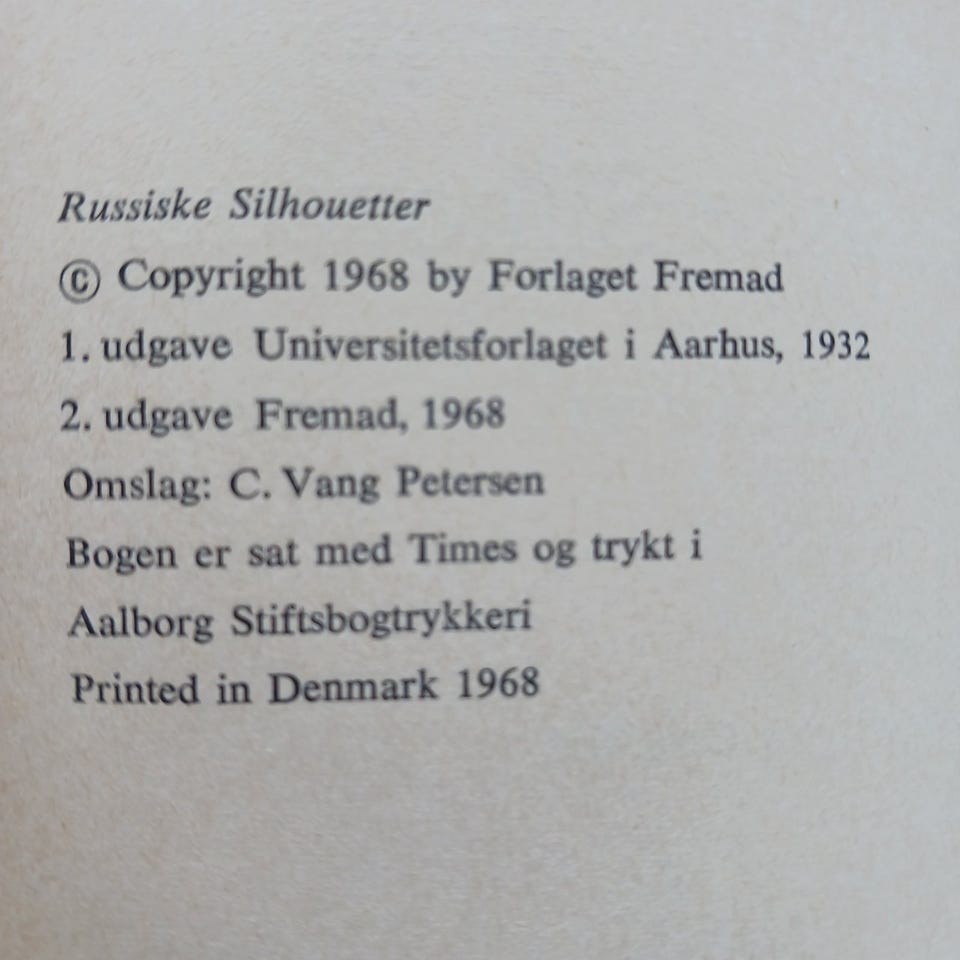 Russiske Silhouetter
© Copyright 1968 by Forlaget Fremad
1. udgave Universitetsforlaget i Aarhus, 1932
2. udgave Fremad, 1968
Omslag: C. Vang Petersen
Bogen er sat med Times og trykt i
Aalborg Stiftsbogtrykkeri
Printed in Denmark 1968